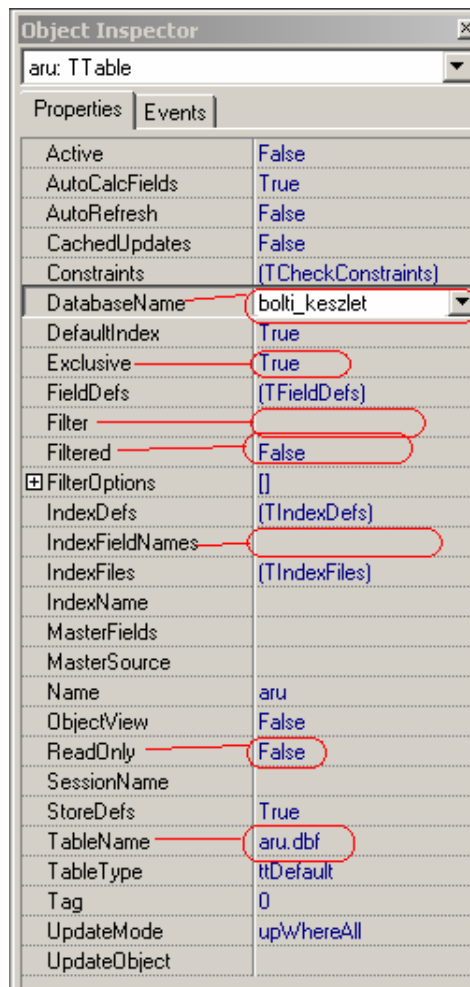 Object Inspector
aru: TTable
Properties Events
Active False
AutoCalcFields True
AutoRefresh False
CachedUpdates False
Constraints (TCheckConstraints)
DatabaseName bolti_keszlet
DefaultIndex True
Exclusive True
FieldDefs (TFieldDefs)
Filter
Filtered False
FilterOptions []
IndexDefs (TIndexDefs)
IndexFieldNames
IndexFiles (TIndexFiles)
IndexName
MasterFields
MasterSource
Name aru
ObjectView False
ReadOnly False
SessionName
StoreDefs True
TableName aru.dbf
TableType ttDefault
Tag 0
UpdateMode upWhereAll
UpdateObject